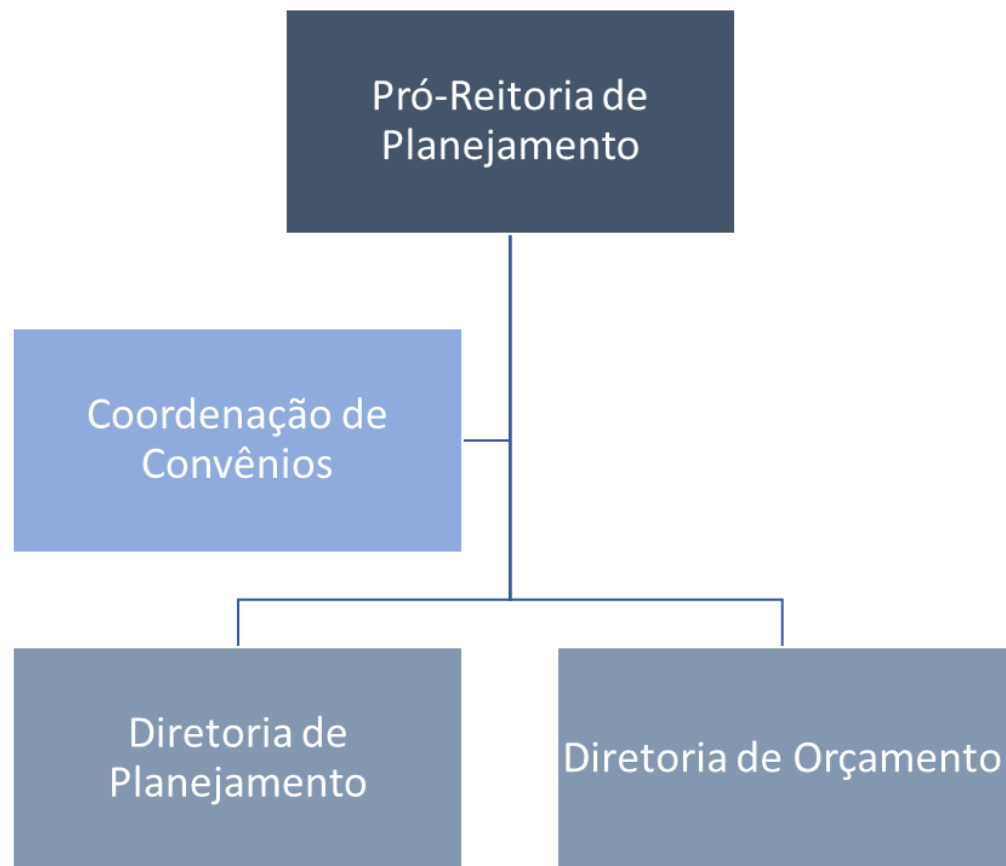 Pró-Reitoria de
Planejamento
Coordenação de
Convênios
Diretoria de
Planejamento
Diretoria de Orçamento